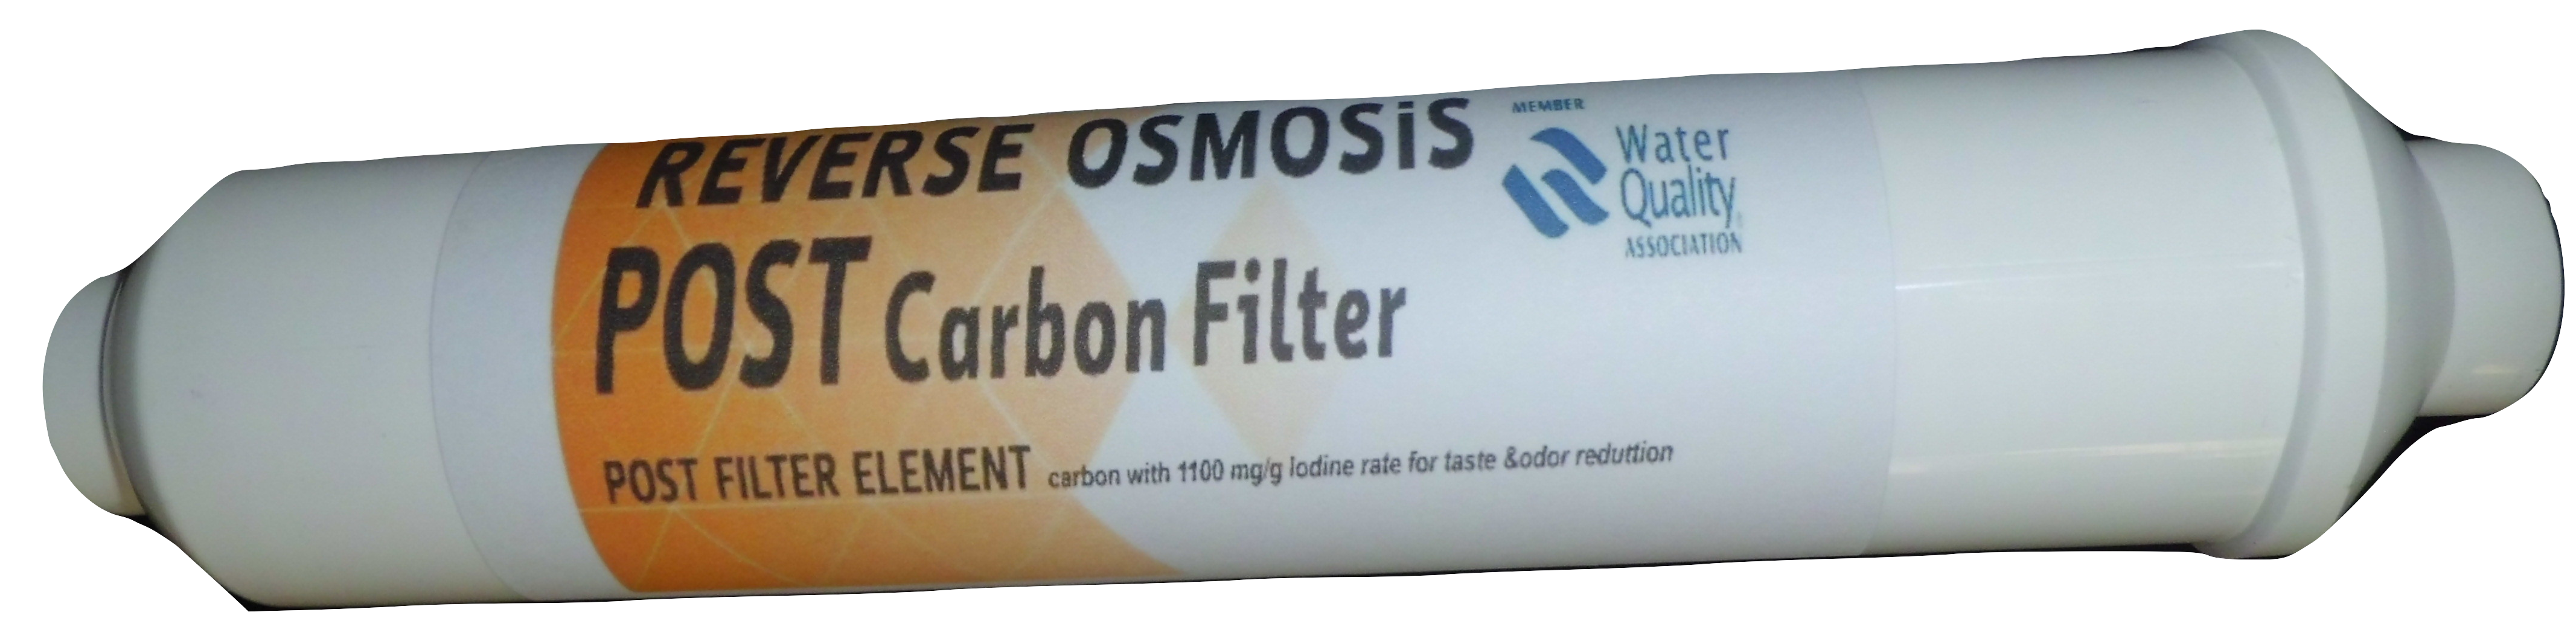 REVERSE OSMOSiS
MEMBER
Water
Quality
ASSOCIATION
POST Carbon Filter
POST FILTER ELEMENT carbon with 1100 mg/g Iodine rate for taste &odor reduttion